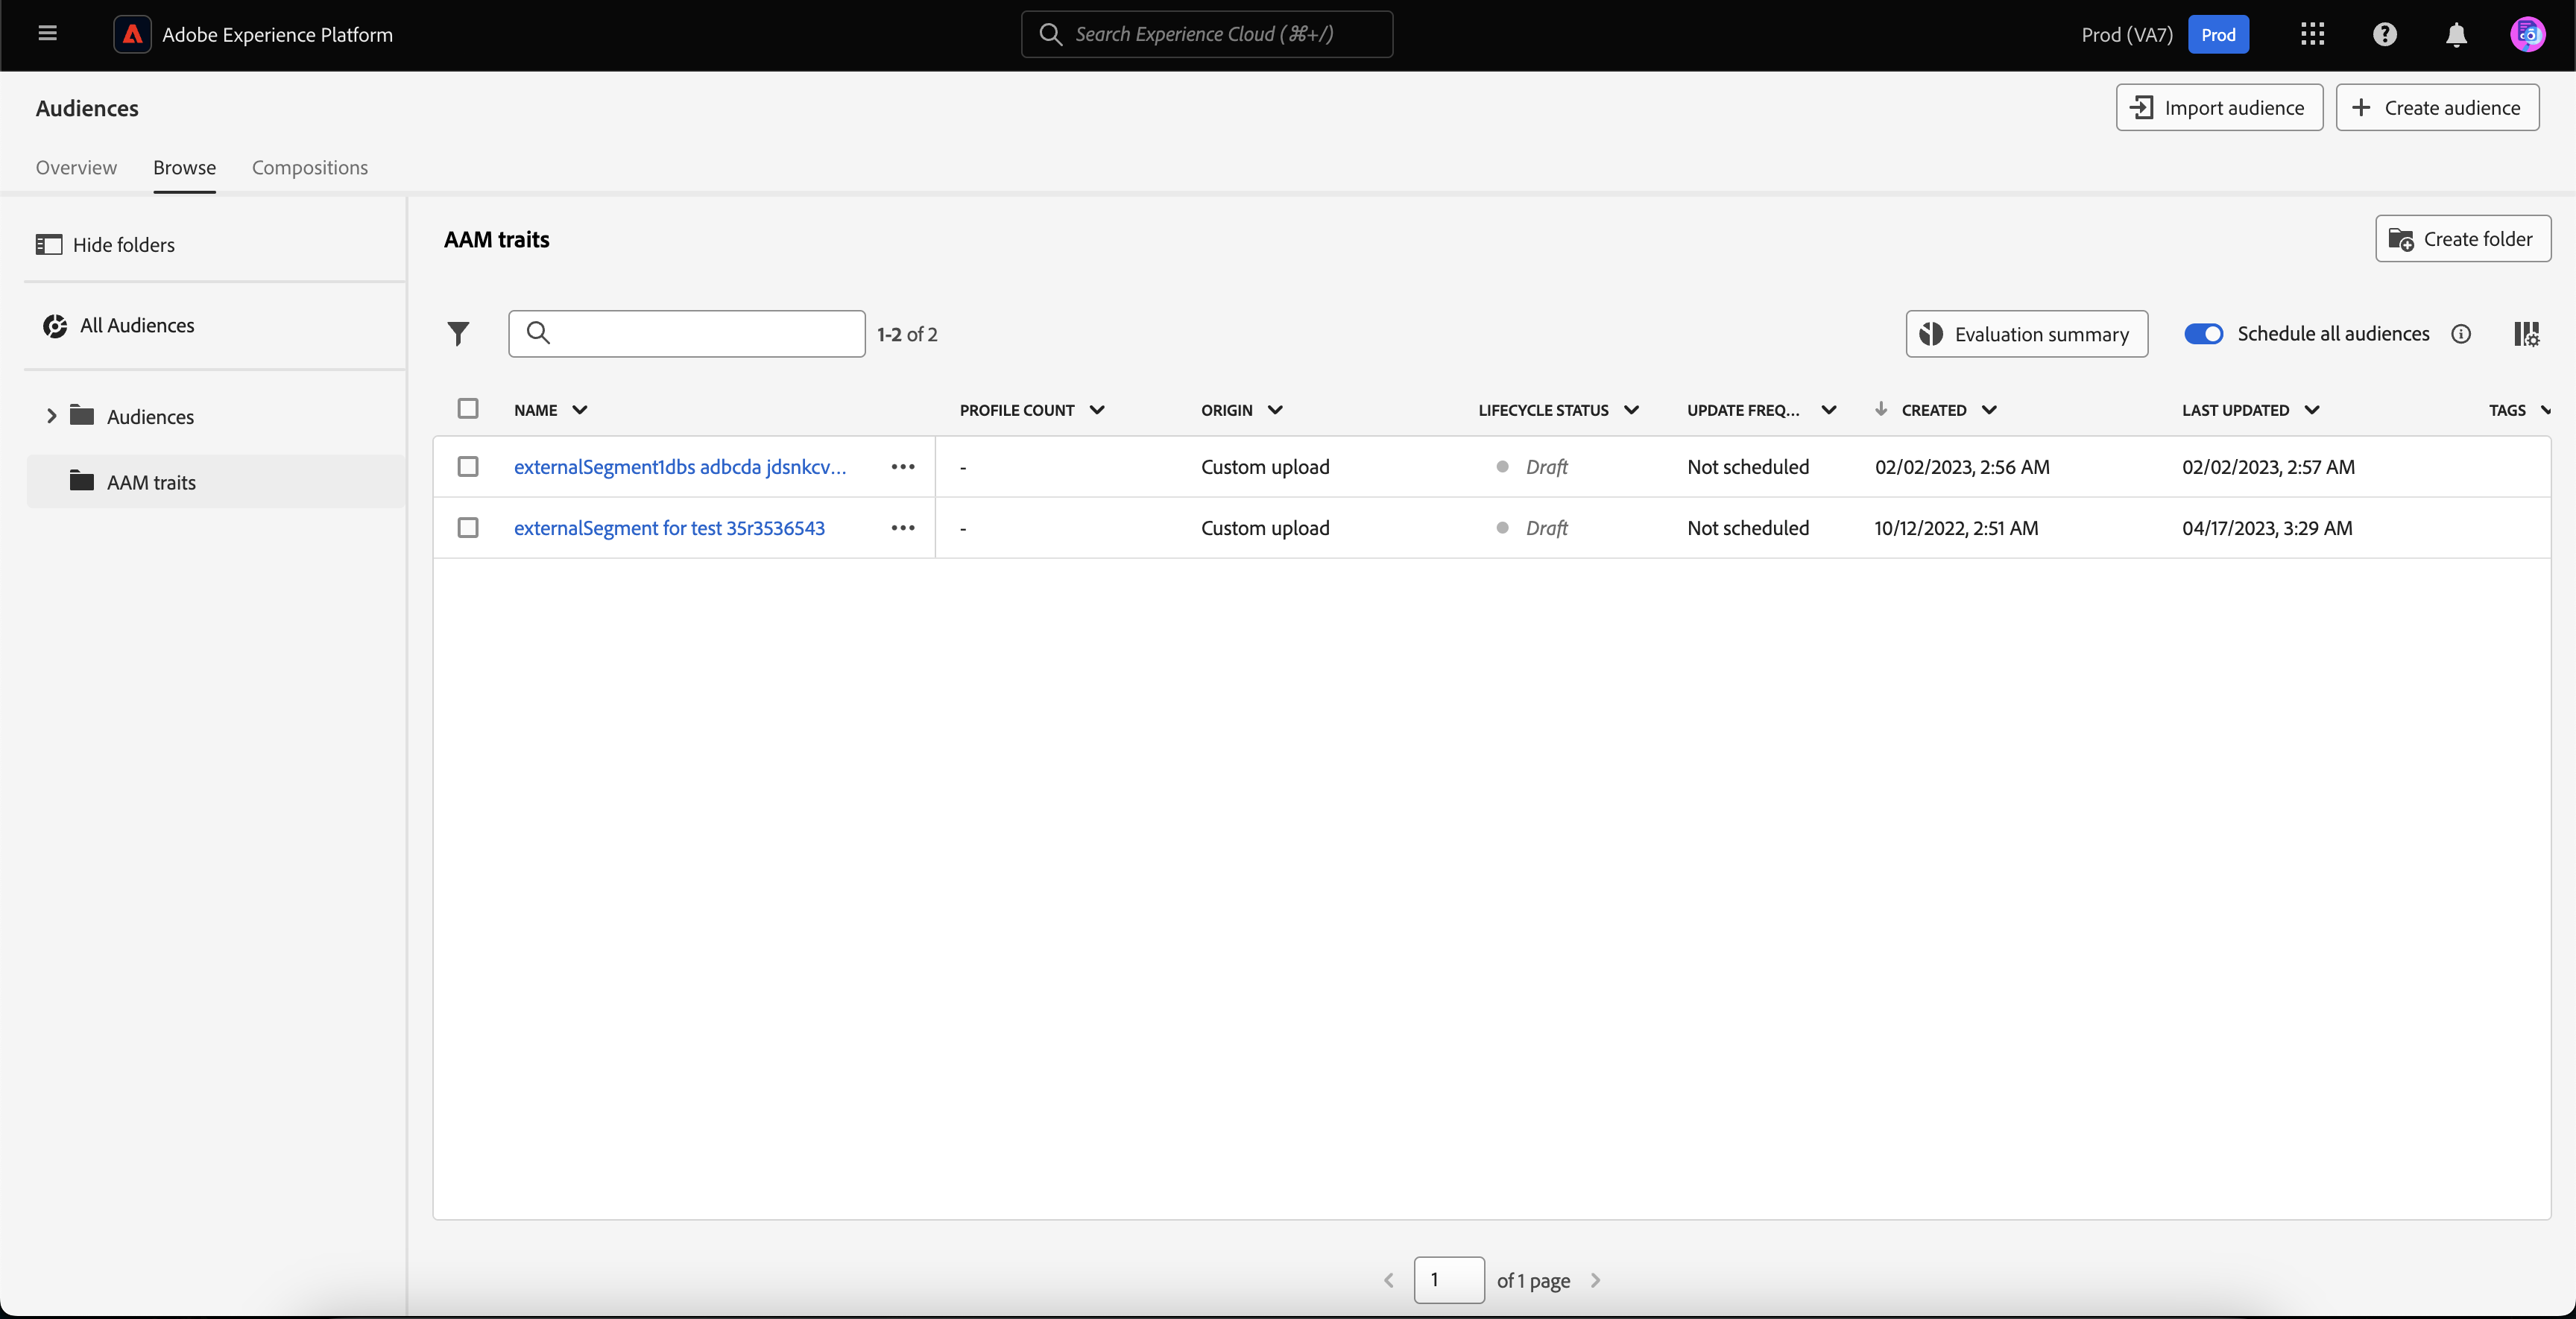 Adobe Experience Platform
Search Experience Cloud (⌘+/)
Prod (VA7)
Prod
Audiences
Import audience
Create audience
Overview
Browse
Compositions
Hide folders
All Audiences
Audiences
AAM traits
AAM traits
Create folder
1-2 of 2
Evaluation summary
Schedule all audiences
NAME PROFILE COUNT ORIGIN LIFECYCLE STATUS UPDATE FREQ... CREATED LAST UPDATED TAGS
externalSegment1dbs adbcda jdsnkcv... - Custom upload Draft Not scheduled 02/02/2023, 2:56 AM 02/02/2023, 2:57 AM
externalSegment for test 35r3536543 - Custom upload Draft Not scheduled 10/12/2022, 2:51 AM 04/17/2023, 3:29 AM
1 of 1 page